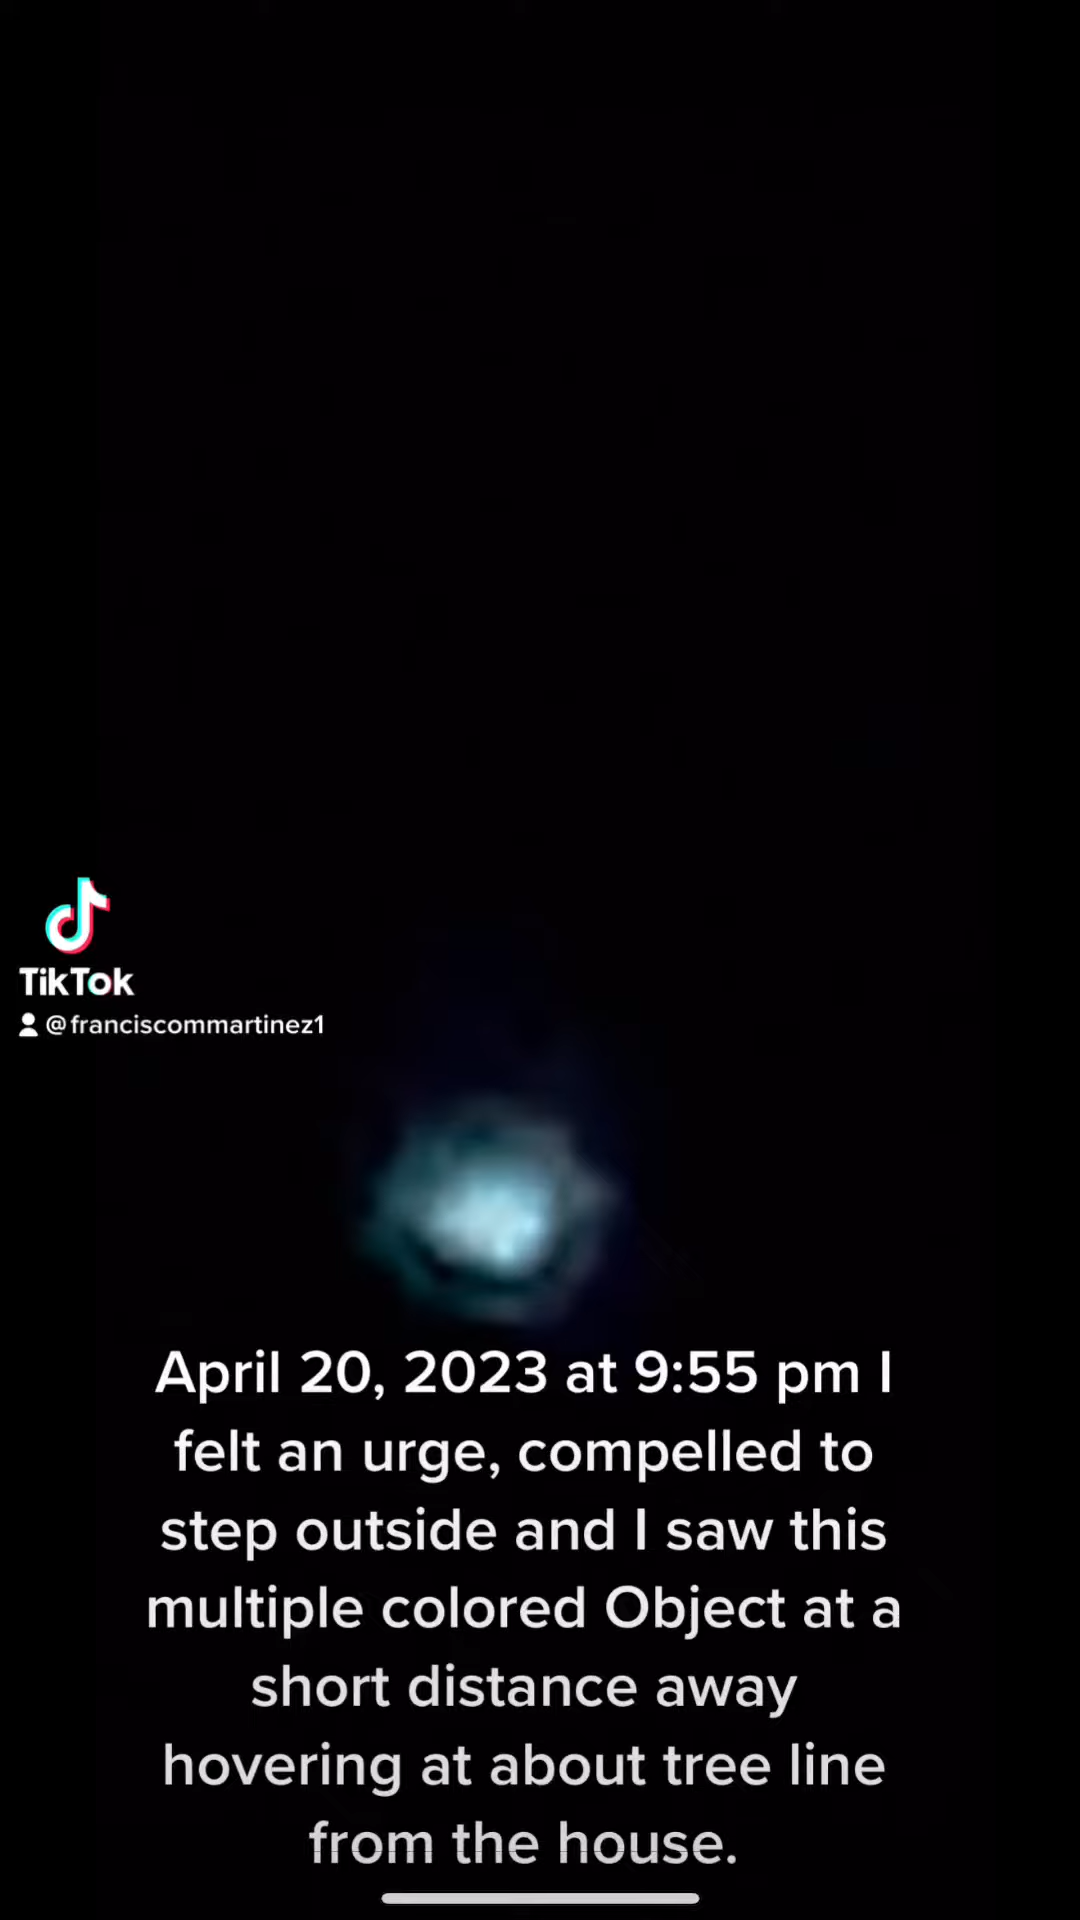 TikTok
@franciscommartinez1
April 20, 2023 at 9:55 pm I
felt an urge, compelled to
step outside and I saw this
multiple colored Object at a
short distance away
hovering at about tree line
from the house.